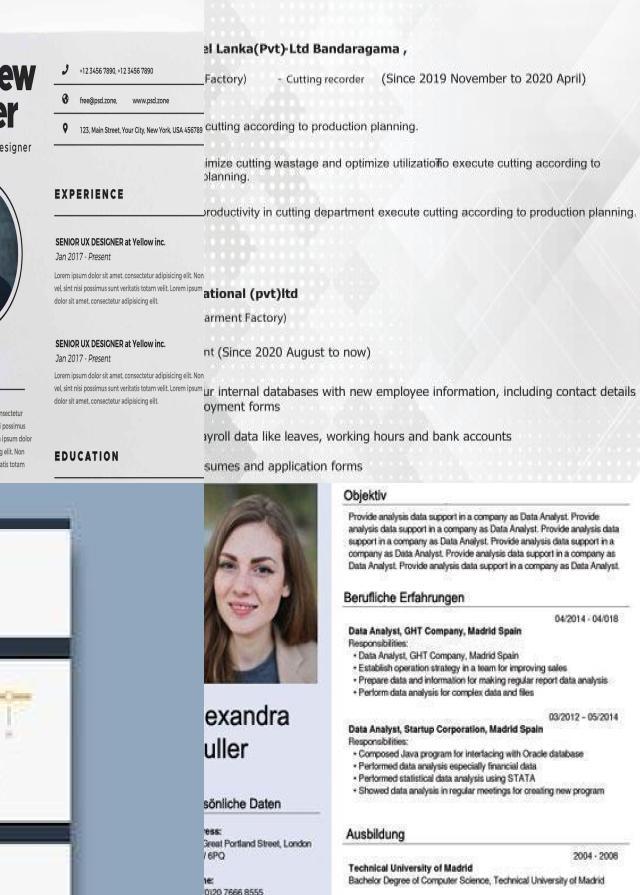 ew
er
esigner
+12 3456 7890, +12 3456 7890
free@psd.zone, www.psd.zone
123, Main Street, Your City, New York, USA 456789
EXPERIENCE
SENIOR UX DESIGNER at Yellow inc.
Jan 2017 - Present
Lorem ipsum dolor sit amet, consectetur adipisicing elit. Non
vel, sint nisi possimus sunt veritatis totam velit. Lorem ipsum
dolor sit amet, consectetur adipisicing elit.
SENIOR UX DESIGNER at Yellow inc.
Jan 2017 - Present
Lorem ipsum dolor sit amet, consectetur adipisicing elit. Non
vel, sint nisi possimus sunt veritatis totam velit. Lorem ipsum
dolor sit amet, consectetur adipisicing elit.
nsectetur
i possimus
n ipsum dolor
g elit. Non
atis totam
EDUCATION
el Lanka(Pvt)-Ltd Bandaragama ,
Factory) - Cutting recorder (Since 2019 November to 2020 April)
cutting according to production planning.
imize cutting wastage and optimize utilization execute cutting according to
planning.
productivity in cutting department execute cutting according to production planning.
ational (pvt)ltd
arment Factory)
nt (Since 2020 August to now)
ur internal databases with new employee information, including contact details
oyment forms
ayroll data like leaves, working hours and bank accounts
sumes and application forms
exandra
uller
sönliche Daten
ress:
Great Portland Street, London
/ 6PQ
ne:
0)20 7666 8555
Objektiv
Provide analysis data support in a company as Data Analyst. Provide
analysis data support in a company as Data Analyst. Provide analysis data
support in a company as Data Analyst. Provide analysis data support in a
company as Data Analyst. Provide analysis data support in a company as
Data Analyst. Provide analysis data support in a company as Data Analyst.
Berufliche Erfahrungen
04/2014 - 04/018
Data Analyst, GHT Company, Madrid Spain
Responsibilities:
• Data Analyst, GHT Company, Madrid Spain
• Establish operation strategy in a team for improving sales
• Prepare data and information for making regular report data analysis
• Perform data analysis for complex data and files
03/2012 – 05/2014
Data Analyst, Startup Corporation, Madrid Spain
Responsibilities:
• Composed Java program for interfacing with Oracle database
• Performed data analysis especially financial data
• Performed statistical data analysis using STATA
• Showed data analysis in regular meetings for creating new program
Ausbildung
2004 - 2008
Technical University of Madrid
Bachelor Degree of Computer Science, Technical University of Madrid